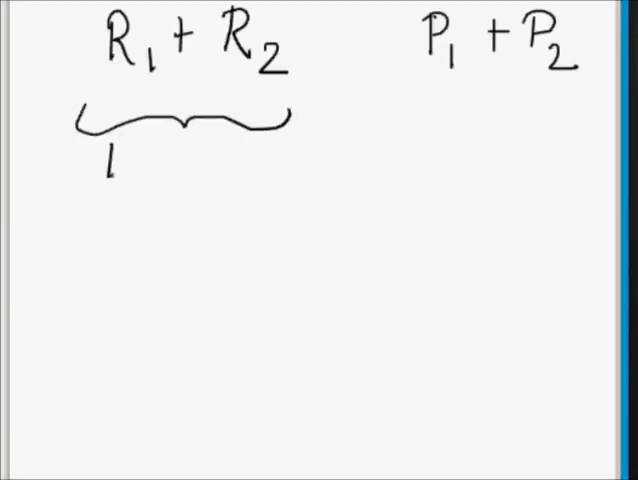 R₁ + R₂ P₁ + P₂
1